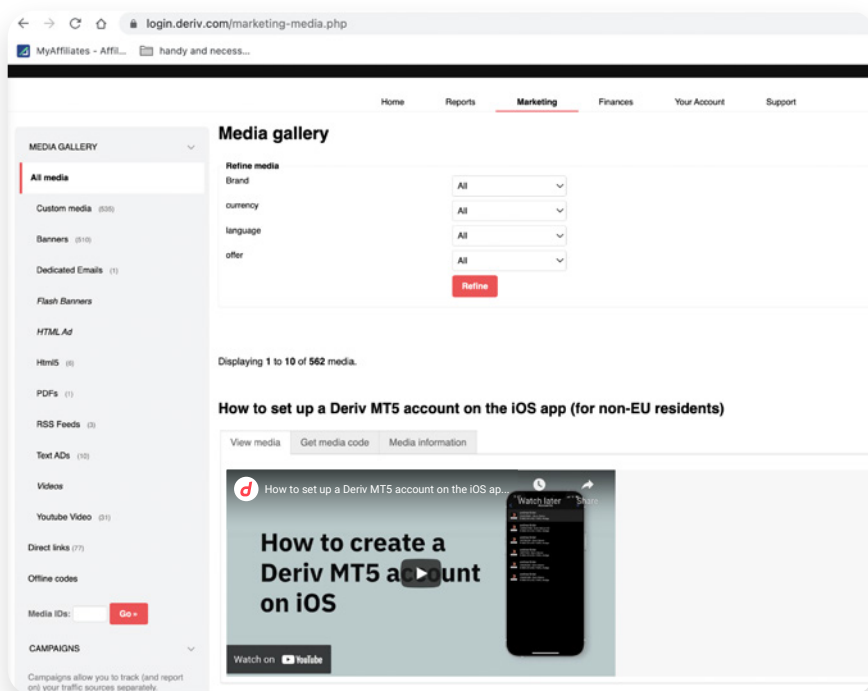 login.deriv.com/marketing-media.php
MyAffiliates - Affil... handy and necess...
Home Reports Marketing Finances Your Account Support
MEDIA GALLERY
All media
Custom media (535)
Banners (510)
Dedicated Emails (1)
Flash Banners
HTML Ad
Html5 (6)
PDFs (1)
RSS Feeds (3)
Text ADs (10)
Videos
Youtube Video (31)
Direct links (77)
Offline codes
Media IDs: Go »
CAMPAIGNS
Campaigns allow you to track (and report
on) your traffic sources separately.
Media gallery
Refine media
Brand All
currency All
language All
offer All
Refine
Displaying 1 to 10 of 562 media.
How to set up a Deriv MT5 account on the iOS app (for non-EU residents)
View media Get media code Media information
d How to set up a Deriv MT5 account on the iOS ap...
Watch later Share
How to create a
Deriv MT5 account
on iOS
Watch on YouTube